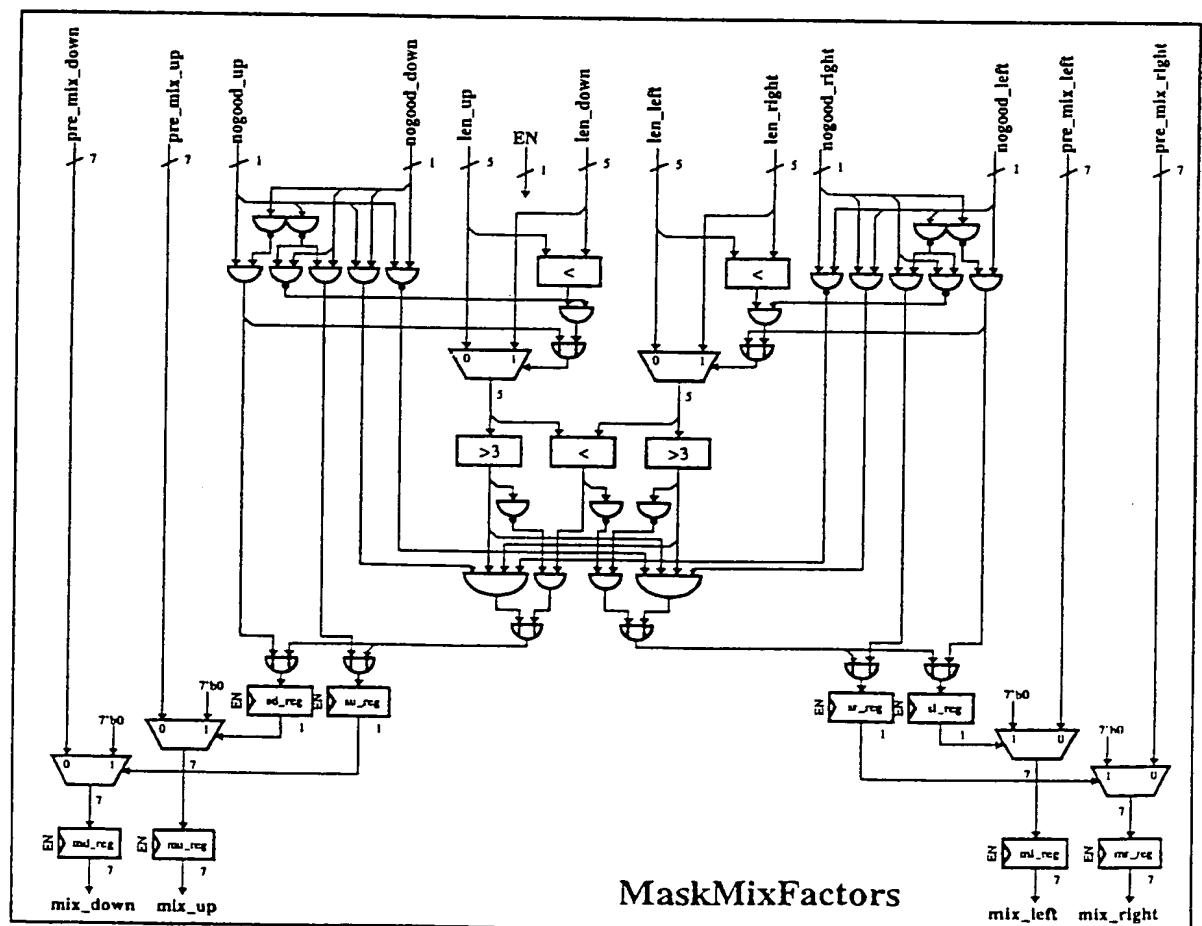 pre_mix_down
pre_mix_up
nogood_up
nogood_down
len_up
EN
len_down
len_left
len_right
nogood_right
nogood_left
pre_mix_left
pre_mix_right
7 7 1 1 5 1 5 5 5 1 1 7 7
< <
0 1 0 1
5 5
>3 < >3
EN sd_reg EN su_reg EN sr_reg EN sl_reg
7'b0 7'b0
1 1 1 1
0 1 0 1 1 0 1 0
7'b0 7'b0
7 7 7 7
EN md_reg EN mu_reg EN ml_reg EN mr_reg
7 7 7 7
mix_down mix_up mix_left mix_right
MaskMixFactors